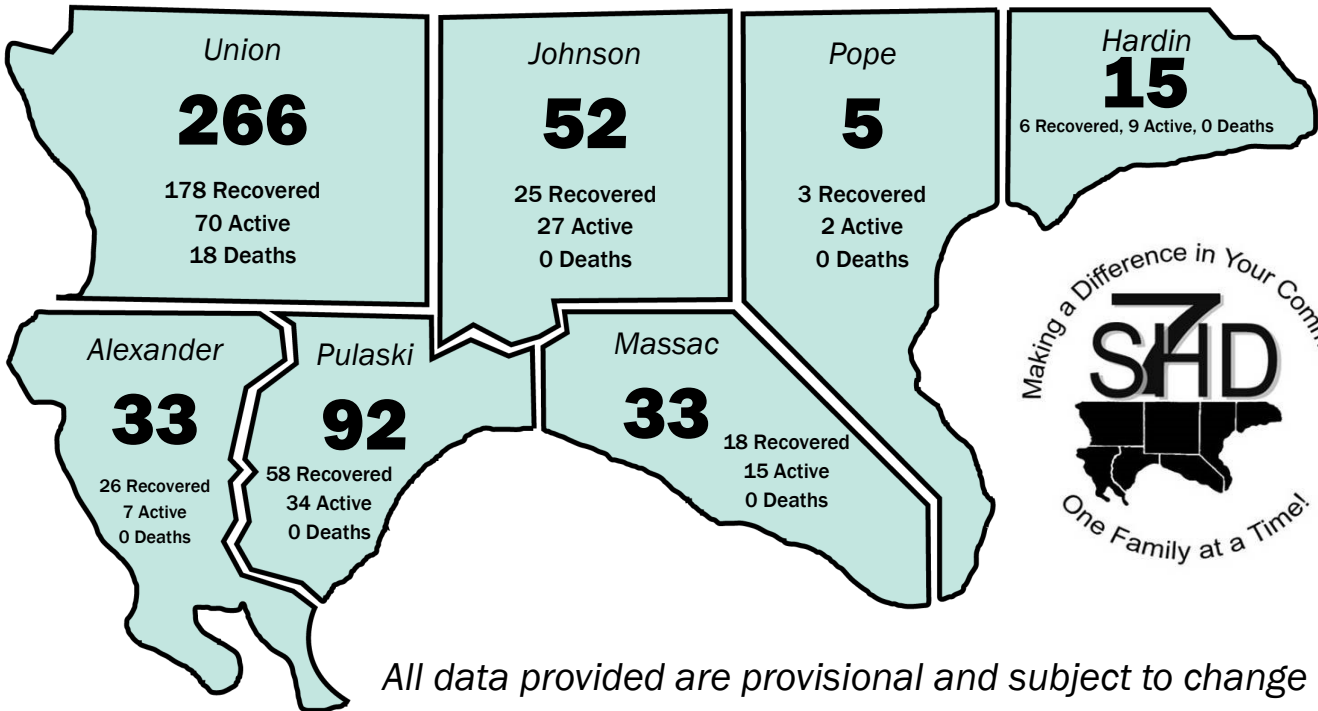 Union
266
178 Recovered
70 Active
18 Deaths
Johnson
52
25 Recovered
27 Active
0 Deaths
Pope
5
3 Recovered
2 Active
0 Deaths
Hardin
15
6 Recovered, 9 Active, 0 Deaths
Alexander
33
26 Recovered
7 Active
0 Deaths
Pulaski
92
58 Recovered
34 Active
0 Deaths
Massac
33
18 Recovered
15 Active
0 Deaths
Making a Difference in Your
S7HD
One Family at a Time!
All data provided are provisional and subject to change